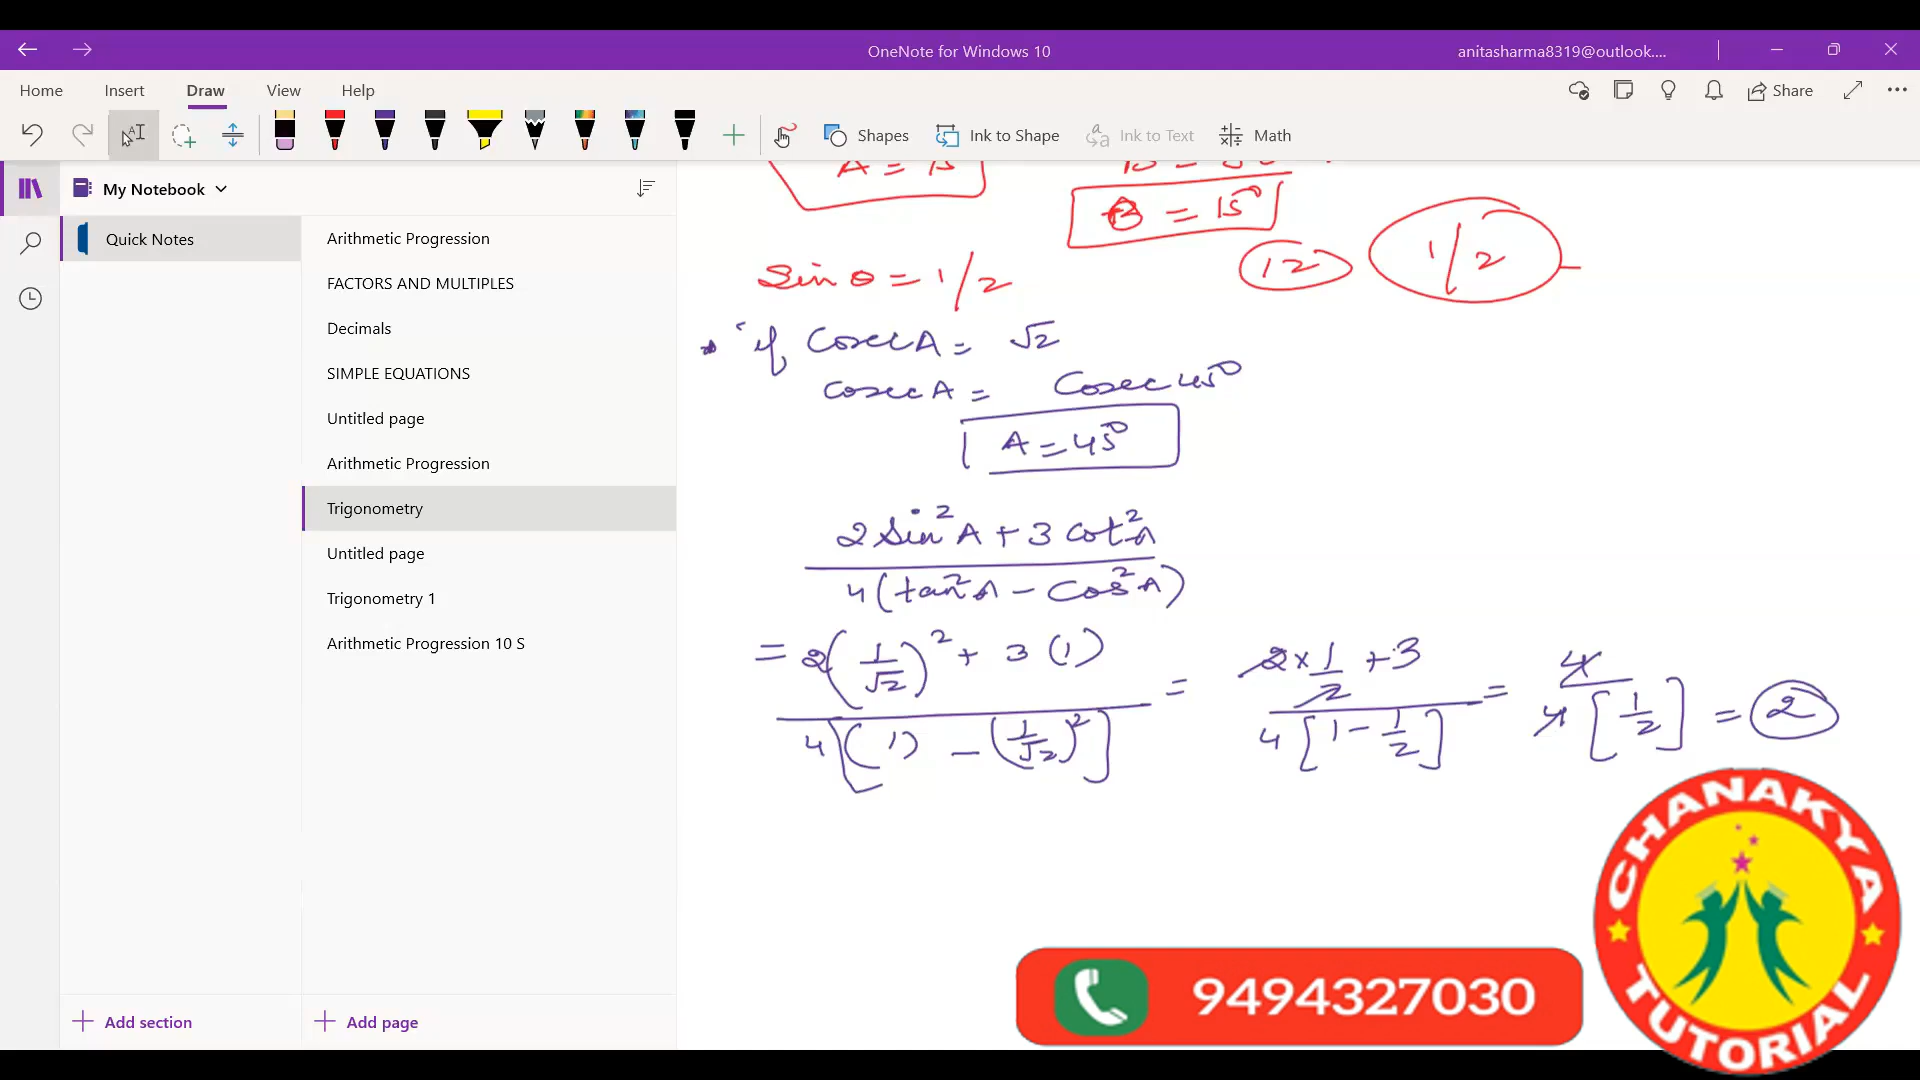 OneNote for Windows 10
anitasharma8319@outlook....
Home Insert Draw View Help
Share
Shapes Ink to Shape Ink to Text Math
My Notebook
Quick Notes
Arithmetic Progression
FACTORS AND MULTIPLES
Decimals
SIMPLE EQUATIONS
Untitled page
Arithmetic Progression
Trigonometry
Untitled page
Trigonometry 1
Arithmetic Progression 10 S
Add section
Add page
A = 15
= 15°
12 1/2
Sin θ = 1/2
if CosecA = √2
cosecA = Cosec 45°
A = 45°
2 Sin²A + 3 cot²A
4(tan²A - Cos²A)
= 2(1/√2)² + 3(1) / 4[(1) - (1/√2)²] = 2×1/2 + 3 / 4[1 - 1/2] = 4 / 4[1/2] = 2
9494327030
CHANAKYA
TUTORIAL